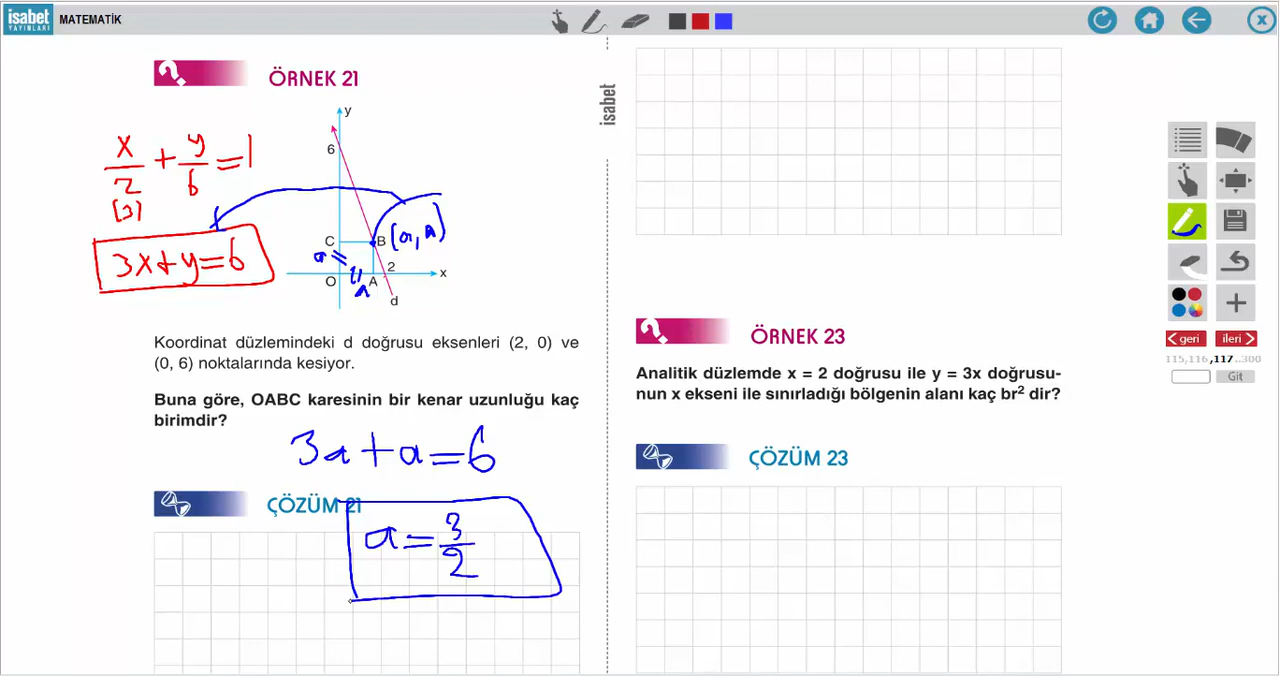 isabet
YAYINLARI
MATEMATİK
ÖRNEK 21
x/2 + y/6 = 1
(3)
3x+y=6
y
6
C
B
(a, a)
a
2
x
O
A
a
d
Koordinat düzlemindeki d doğrusu eksenleri (2, 0) ve
(0, 6) noktalarında kesiyor.
Buna göre, OABC karesinin bir kenar uzunluğu kaç
birimdir?
3a+a=6
ÇÖZÜM 21
a=3/2
isabet
ÖRNEK 23
Analitik düzlemde x = 2 doğrusu ile y = 3x doğrusu-
nun x ekseni ile sınırladığı bölgenin alanı kaç br² dir?
ÇÖZÜM 23
geri
ileri
115,116,117...300
Git